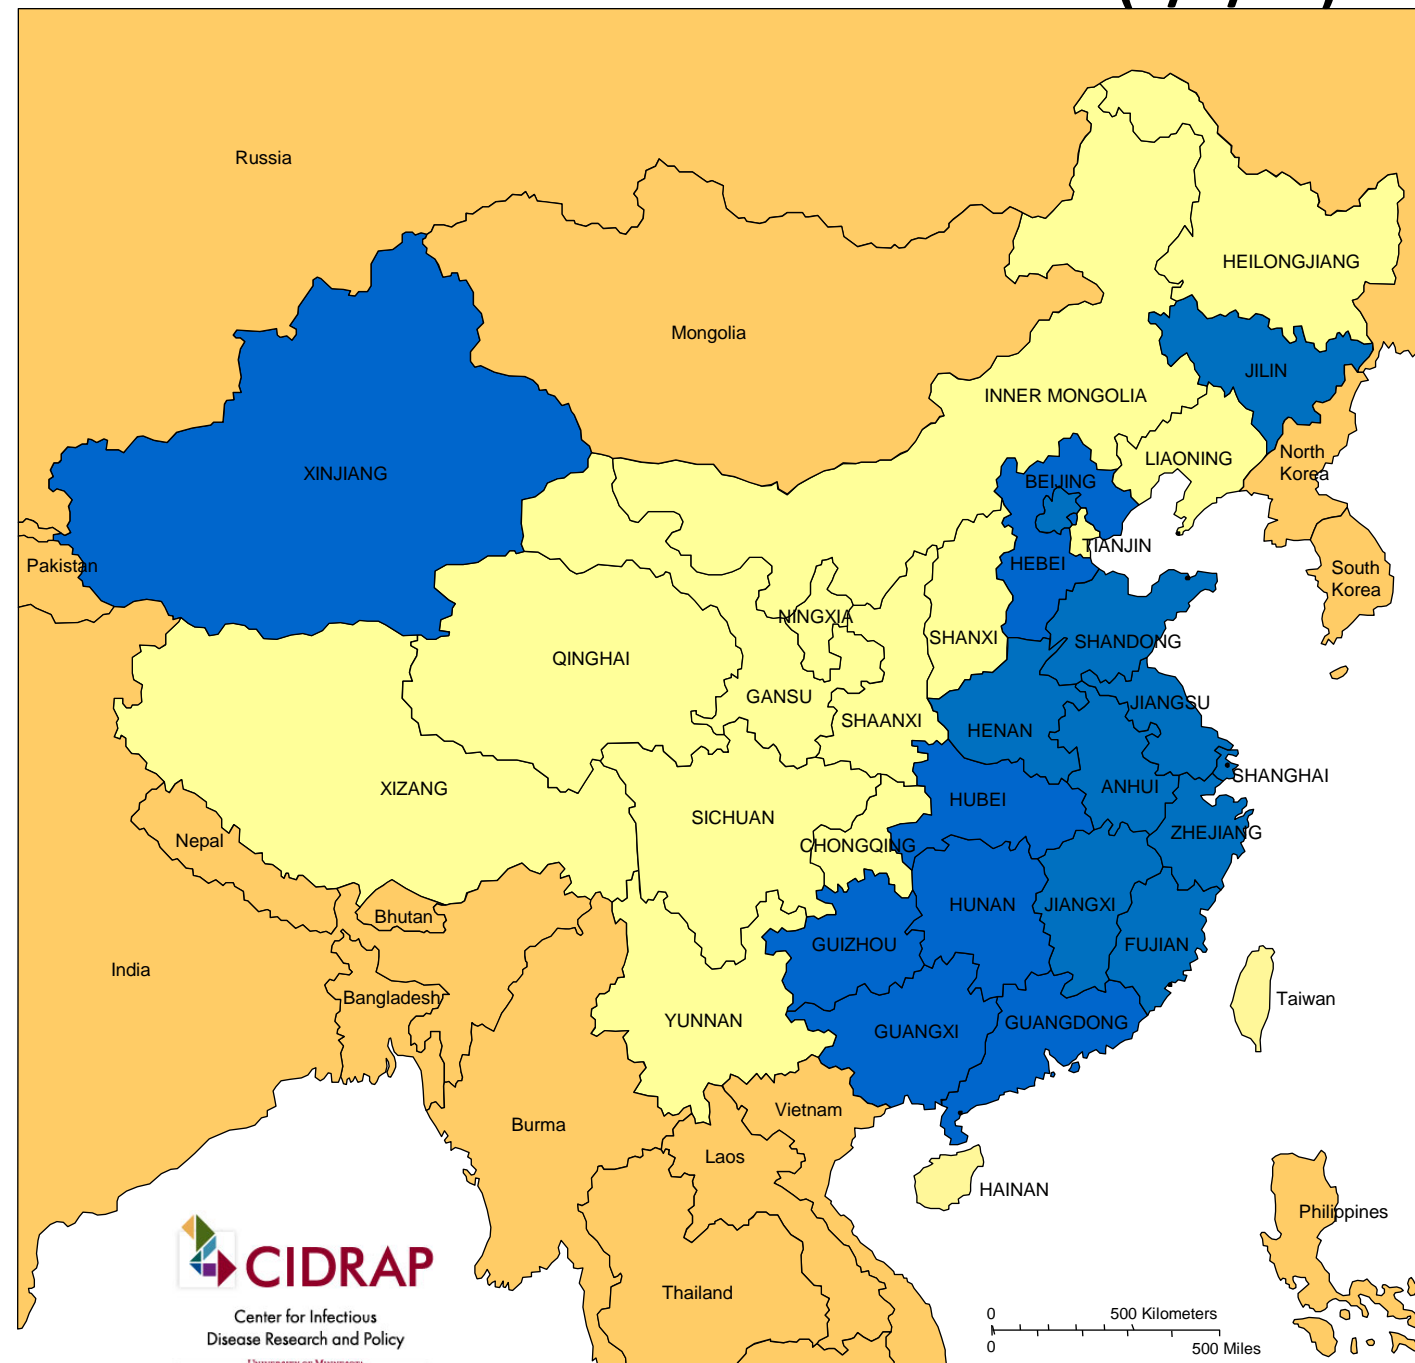 Russia
HEILONGJIANG
Mongolia
JILIN
INNER MONGOLIA
LIAONING
North
Korea
XINJIANG
BEIJING
TIANJIN
HEBEI
Pakistan
South
Korea
NINGXIA
SHANXI
SHANDONG
QINGHAI
GANSU
JIANGSU
SHAANXI
HENAN
SHANGHAI
XIZANG
ANHUI
HUBEI
SICHUAN
ZHEJIANG
Nepal
CHONGQING
HUNAN
JIANGXI
Bhutan
GUIZHOU
FUJIAN
India
Bangladesh
Taiwan
YUNNAN
GUANGXI
GUANGDONG
Vietnam
Burma
Laos
HAINAN
Philippines
CIDRAP
Center for Infectious
Disease Research and Policy
Thailand
0 500 Kilometers
0 500 Miles